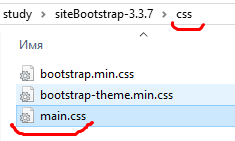 study > siteBootstrap-3.3.7 > css
Имя
bootstrap.min.css
bootstrap-theme.min.css
main.css